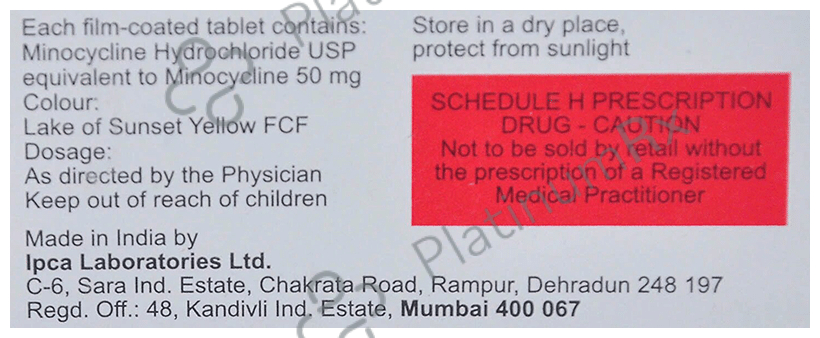 Each film-coated tablet contains:
Minocycline Hydrochloride USP
equivalent to Minocycline 50 mg
Colour:
Lake of Sunset Yellow FCF
Dosage:
As directed by the Physician
Keep out of reach of children
Store in a dry place,
protect from sunlight
SCHEDULE H PRESCRIPTION
DRUG - CAUTION
Not to be sold by retail without
the prescription of a Registered
Medical Practitioner
Made in India by
Ipca Laboratories Ltd.
C-6, Sara Ind. Estate, Chakrata Road, Rampur, Dehradun 248 197
Regd. Off.: 48, Kandivli Ind. Estate, Mumbai 400 067
PlatinumRx
Platinum